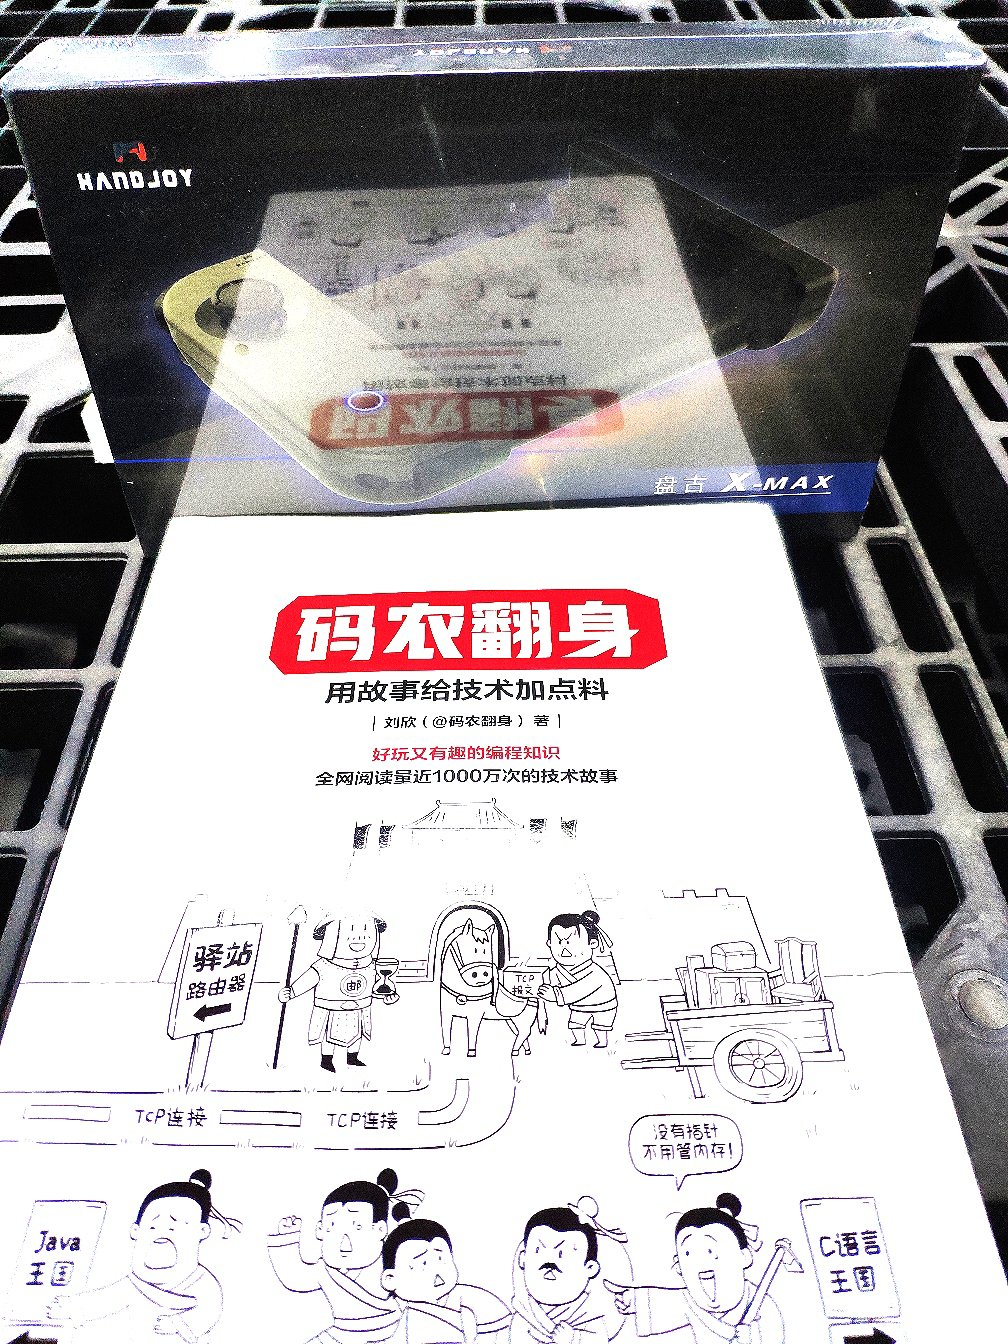 HANDJOY
盘古 X-MAX
码农翻身
用故事给技术加点料
| 刘欣（@码农翻身）著 |
好玩又有趣的编程知识
全网阅读量近1000万次的技术故事
驿站
路由器
邮
TCP
报文
TCP连接
TCP连接
没有指针
不用管内存!
Java
王国
C语言
王国